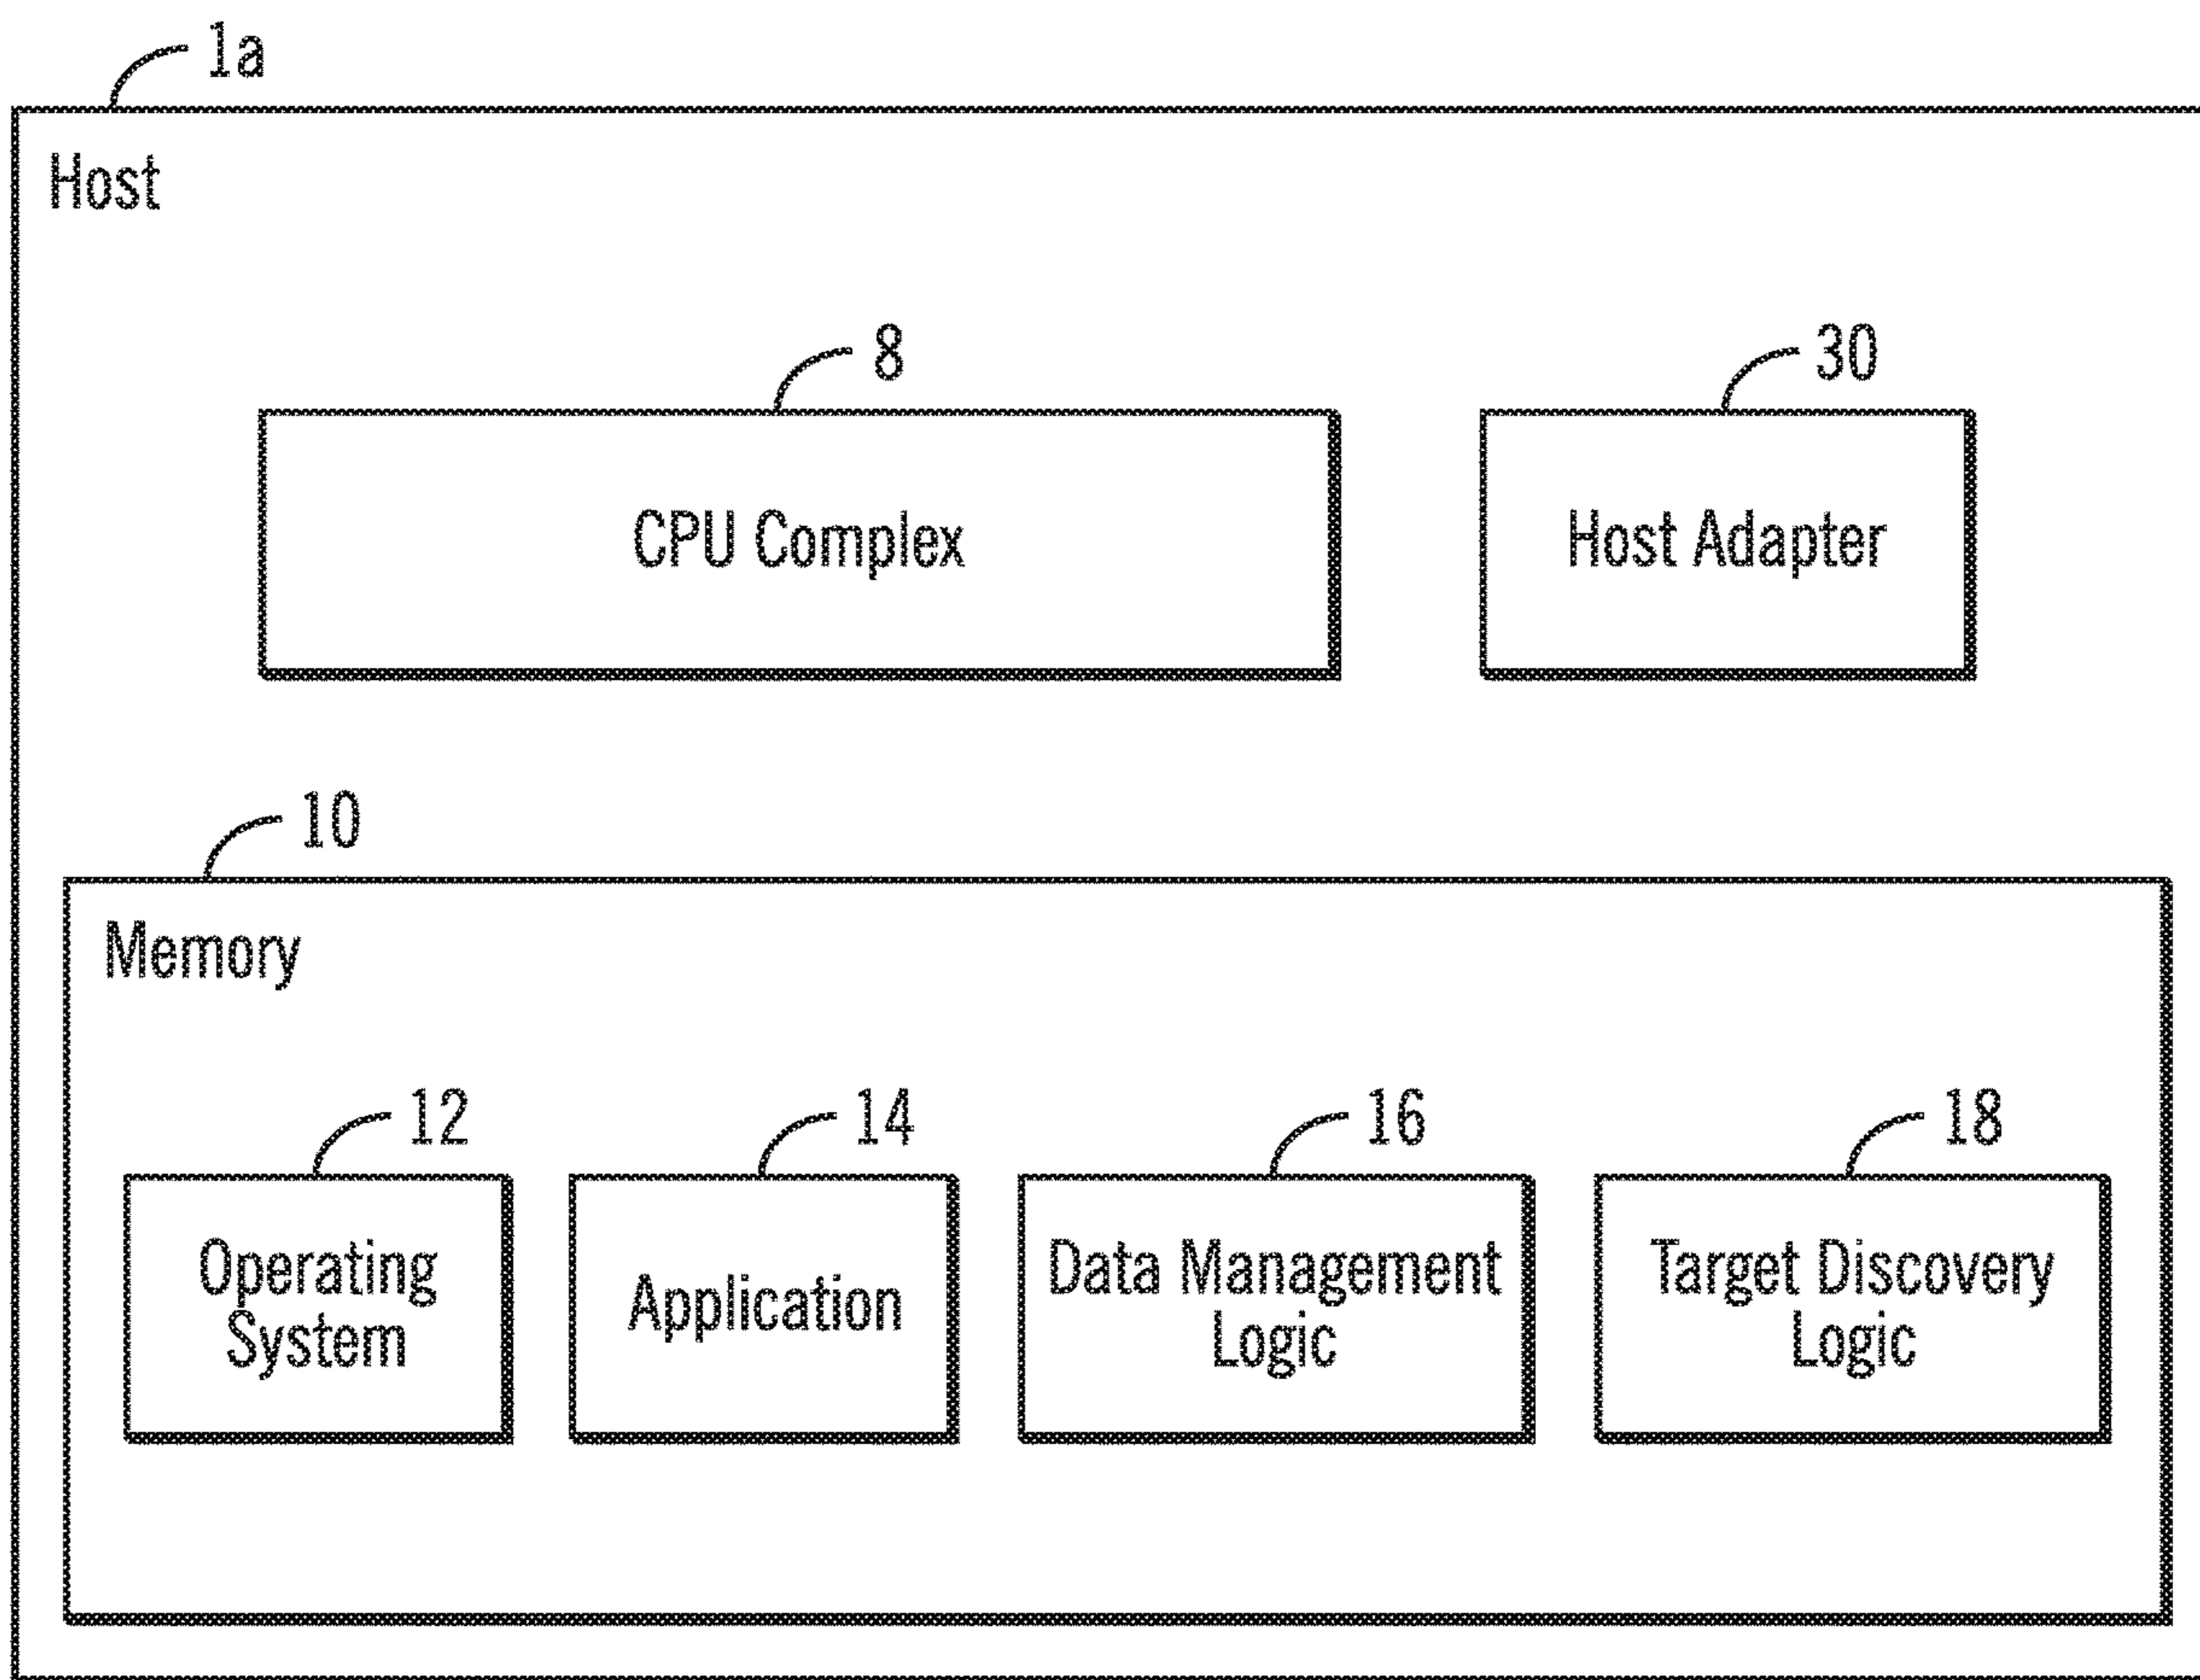 1a
Host
8
30
CPU Complex
Host Adapter
10
Memory
12
14
16
18
Operating
System
Application
Data Management
Logic
Target Discovery
Logic